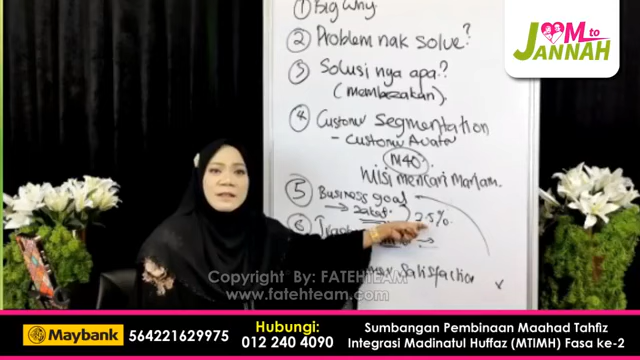 ① Big Why
② Problem nak solve?
③ Solusi nya apa?
(membezakan)
④ Customer Segmentation
- Customer Avatar
M40
Misi mencari Maryam.
⑤ Business goal
→ zakat
2.5%
⑥
Satisfaction
JOM to
JANNAH
Copyright By: FATEHTEAM
www.fatehteam.com
Maybank 564221629975
Hubungi:
012 240 4090
Sumbangan Pembinaan Maahad Tahfiz
Integrasi Madinatul Huffaz (MTIMH) Fasa ke-2